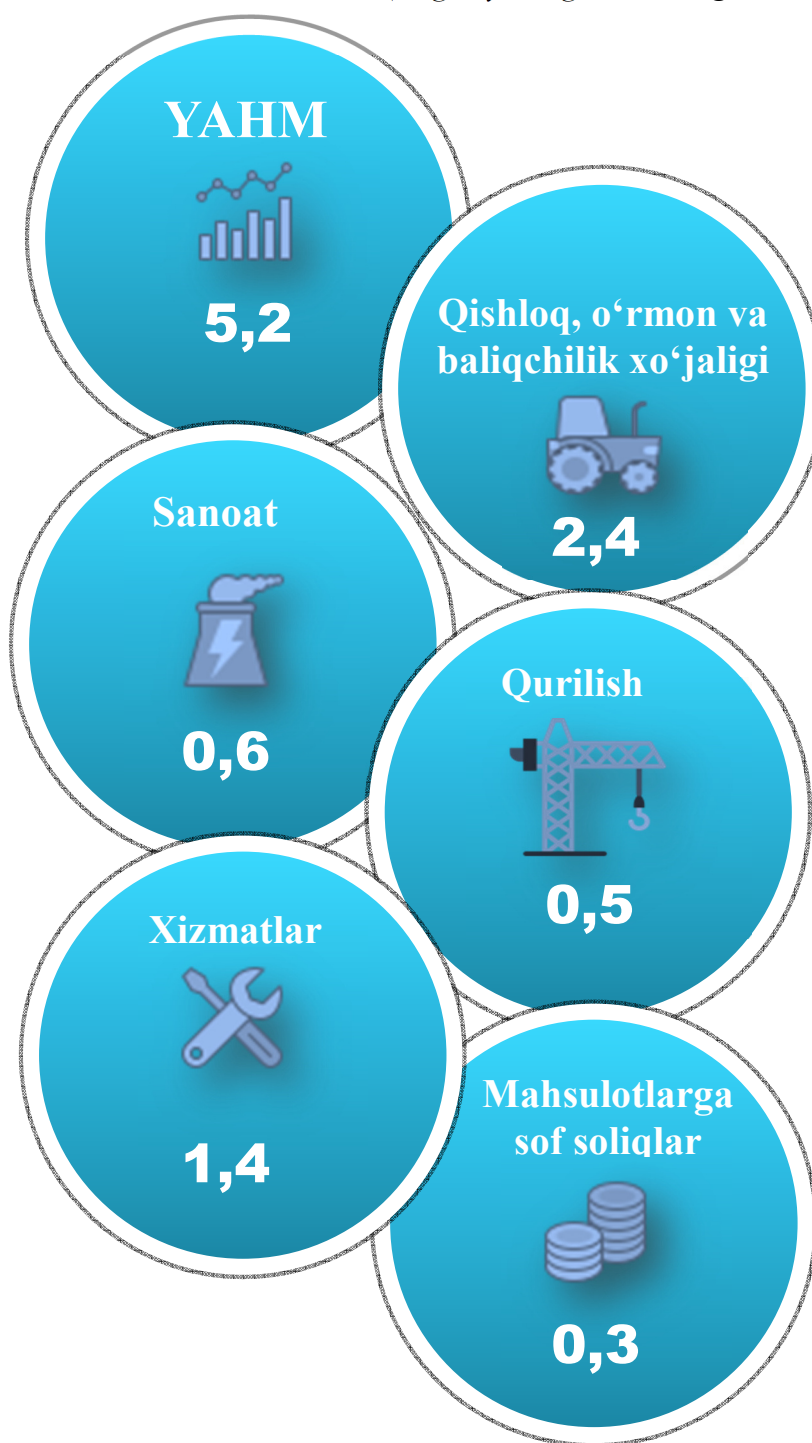 YAHM
5,2
Qishloq, o‘rmon va
baliqchilik xo‘jaligi
2,4
Sanoat
0,6
Qurilish
0,5
Xizmatlar
1,4
Mahsulotlarga
sof soliqlar
0,3